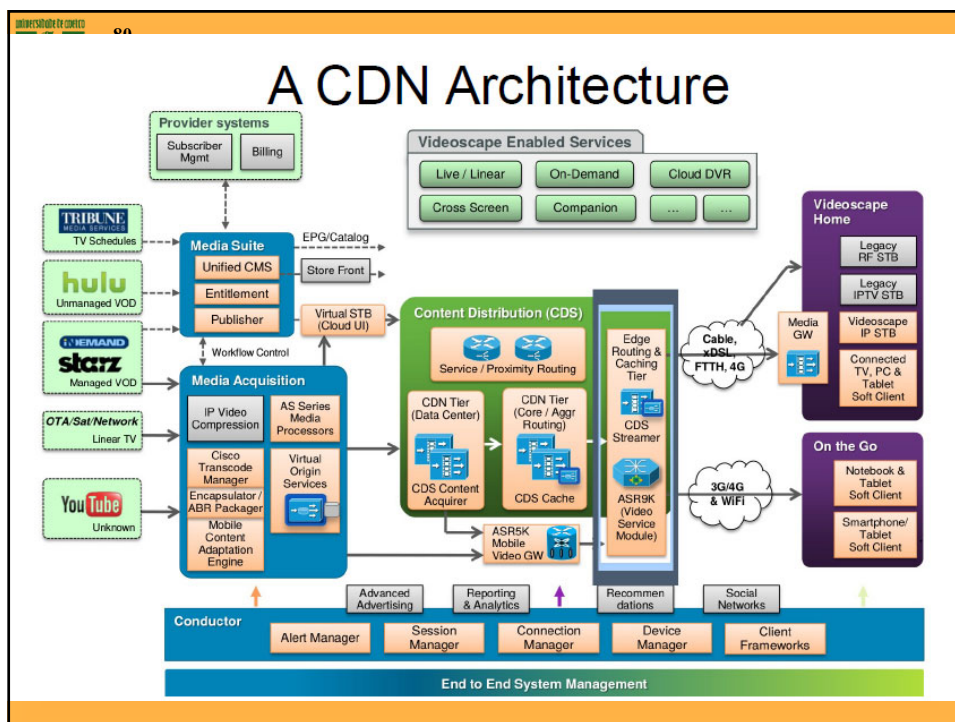 universidade de aveiro
80
A CDN Architecture
Provider systems
Subscriber
Mgmt
Billing
Videoscape Enabled Services
Live / Linear
On-Demand
Cloud DVR
Cross Screen
Companion
...
...
TRIBUNE
MEDIA SERVICES
TV Schedules
hulu
Unmanaged VOD
INDEMAND
starz
Managed VOD
OTA/Sat/Network
Linear TV
YouTube
Unknown
Media Suite
Unified CMS
Entitlement
Publisher
EPG/Catalog
Store Front
Virtual STB
(Cloud UI)
Workflow Control
Media Acquisition
IP Video
Compression
AS Series
Media
Processors
Cisco
Transcode
Manager
Encapsulator /
ABR Packager
Mobile
Content
Adaptation
Engine
Virtual
Origin
Services
Content Distribution (CDS)
Service / Proximity Routing
CDN Tier
(Data Center)
CDS Content
Acquirer
CDN Tier
(Core / Aggr
Routing)
CDS Cache
ASR5K
Mobile
Video GW
Edge
Routing &
Caching
Tier
CDS
Streamer
ASR9K
(Video
Service
Module)
Cable,
xDSL,
FTTH, 4G
3G/4G
& WiFi
Videoscape
Home
Legacy
RF STB
Legacy
IPTV STB
Media
GW
Videoscape
IP STB
Connected
TV, PC &
Tablet
Soft Client
On the Go
Notebook &
Tablet
Soft Client
Smartphone/
Tablet
Soft Client
Advanced
Advertising
Reporting
& Analytics
Recommen
dations
Social
Networks
Conductor
Alert Manager
Session
Manager
Connection
Manager
Device
Manager
Client
Frameworks
End to End System Management